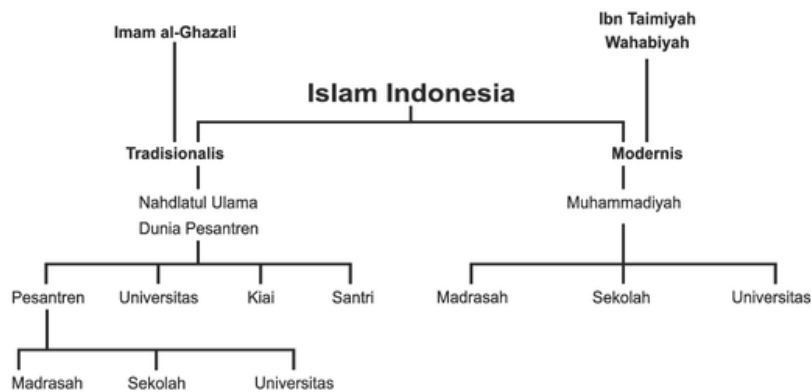 Imam al-Ghazali
Ibn Taimiyah
Wahabiyah
Islam Indonesia
Tradisionalis
Modernis
Nahdlatul Ulama
Dunia Pesantren
Muhammadiyah
Pesantren
Universitas
Kiai
Santri
Madrasah
Sekolah
Universitas
Madrasah
Sekolah
Universitas